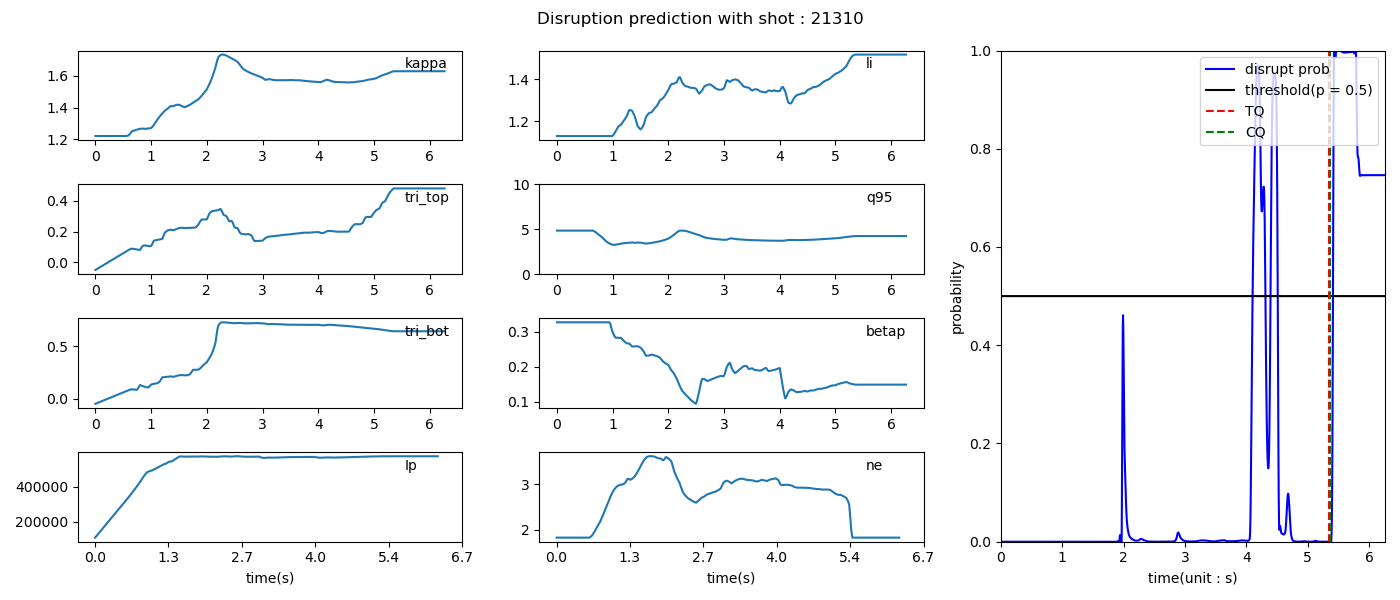 Disruption prediction with shot : 21310
kappa
1.6
1.4
1.2
0 1 2 3 4 5 6
li
1.4
1.2
0 1 2 3 4 5 6
tri_top
0.4
0.2
0.0
0 1 2 3 4 5 6
q95
10
5
0
0 1 2 3 4 5 6
tri_bot
0.5
0.0
0 1 2 3 4 5 6
betap
0.3
0.2
0.1
0 1 2 3 4 5 6
Ip
400000
200000
0.0 1.3 2.7 4.0 5.4 6.7
time(s)
ne
3
2
0.0 1.3 2.7 4.0 5.4 6.7
time(s)
disrupt prob
threshold(p = 0.5)
TQ
CQ
probability
1.0
0.8
0.6
0.4
0.2
0.0
0 1 2 3 4 5 6
time(unit : s)